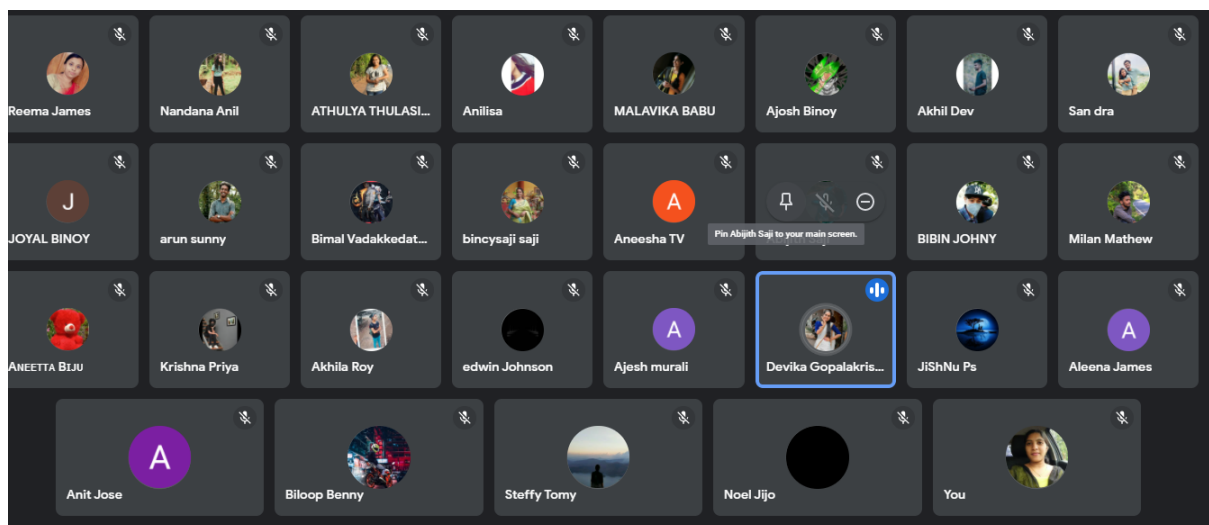 Reema James
Nandana Anil
ATHULYA THULASI...
Anilisa
MALAVIKA BABU
Ajosh Binoy
Akhil Dev
San dra
J
JOYAL BINOY
arun sunny
Bimal Vadakkedat...
bincysaji saji
A
Aneesha TV
Pin Abijith Saji to your main screen.
BIBIN JOHNY
Milan Mathew
ANEETTA BIJU
Krishna Priya
Akhila Roy
edwin Johnson
A
Ajesh murali
Devika Gopalakris...
JiShNu Ps
A
Aleena James
A
Anit Jose
Biloop Benny
Steffy Tomy
Noel Jijo
You